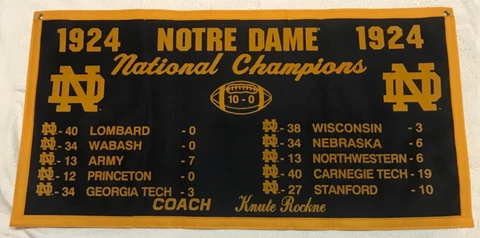 1924 NOTRE DAME 1924
National Champions
ND ND
10 - 0
ND - 40 LOMBARD - 0
ND - 34 WABASH - 0
ND - 13 ARMY - 7
ND - 12 PRINCETON - 0
ND - 34 GEORGIA TECH - 3
ND - 38 WISCONSIN - 3
ND - 34 NEBRASKA - 6
ND - 13 NORTHWESTERN - 6
ND - 40 CARNEGIE TECH - 19
ND - 27 STANFORD - 10
COACH Knute Rockne